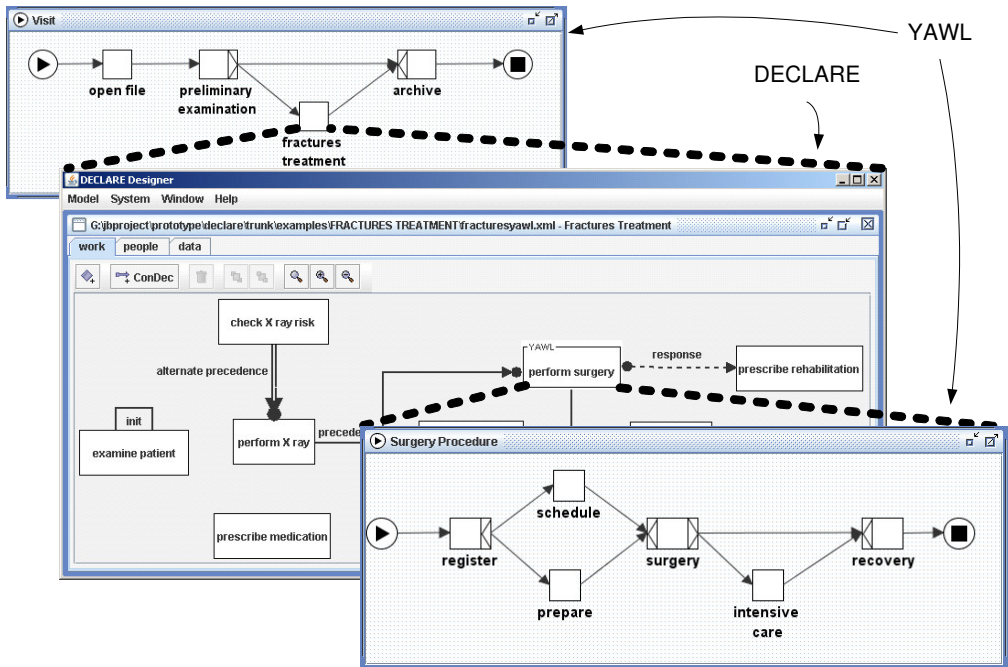 Visit
YAWL
DECLARE
open file
preliminary
examination
archive
fractures
treatment
DECLARE Designer
Model System Window Help
G:\jbproject\prototype\declare\trunk\examples\FRACTURES TREATMENT\fracturesyawl.xml - Fractures Treatment
work people data
ConDec
check X ray risk
alternate precedence
YAWL
perform surgery
response
prescribe rehabilitation
init
examine patient
perform X ray
prescribe medication
Surgery Procedure
schedule
register
surgery
recovery
prepare
intensive
care